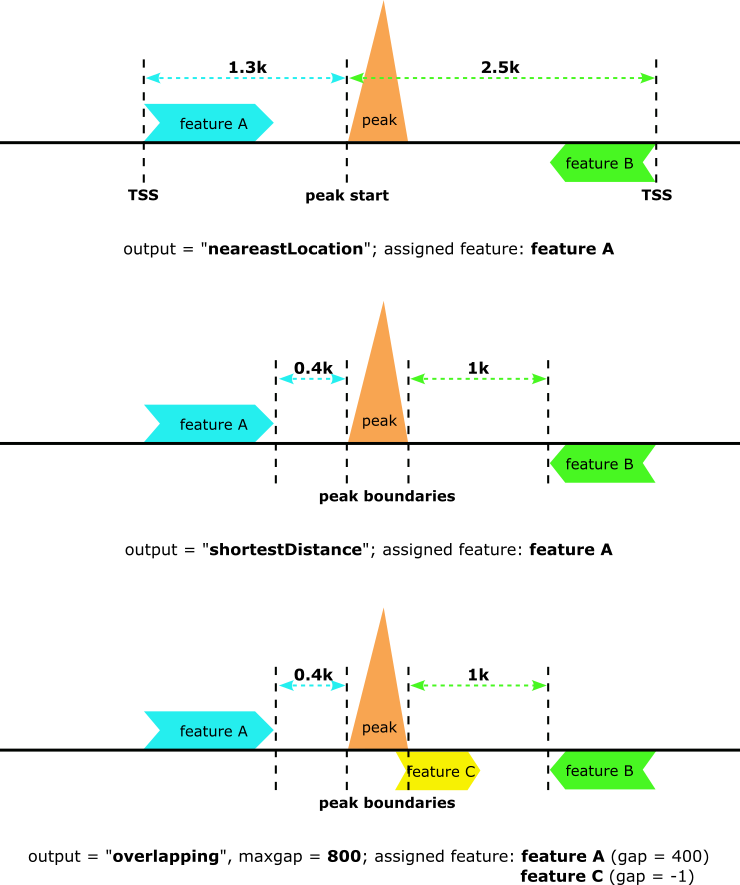 1.3k 2.5k
feature A
peak
feature B
TSS peak start TSS
output = "neareastLocation"; assigned feature: feature A
0.4k 1k
feature A
peak
feature B
peak boundaries
output = "shortestDistance"; assigned feature: feature A
0.4k 1k
feature A
peak
feature C
feature B
peak boundaries
output = "overlapping", maxgap = 800; assigned feature: feature A (gap = 400)
feature C (gap = -1)